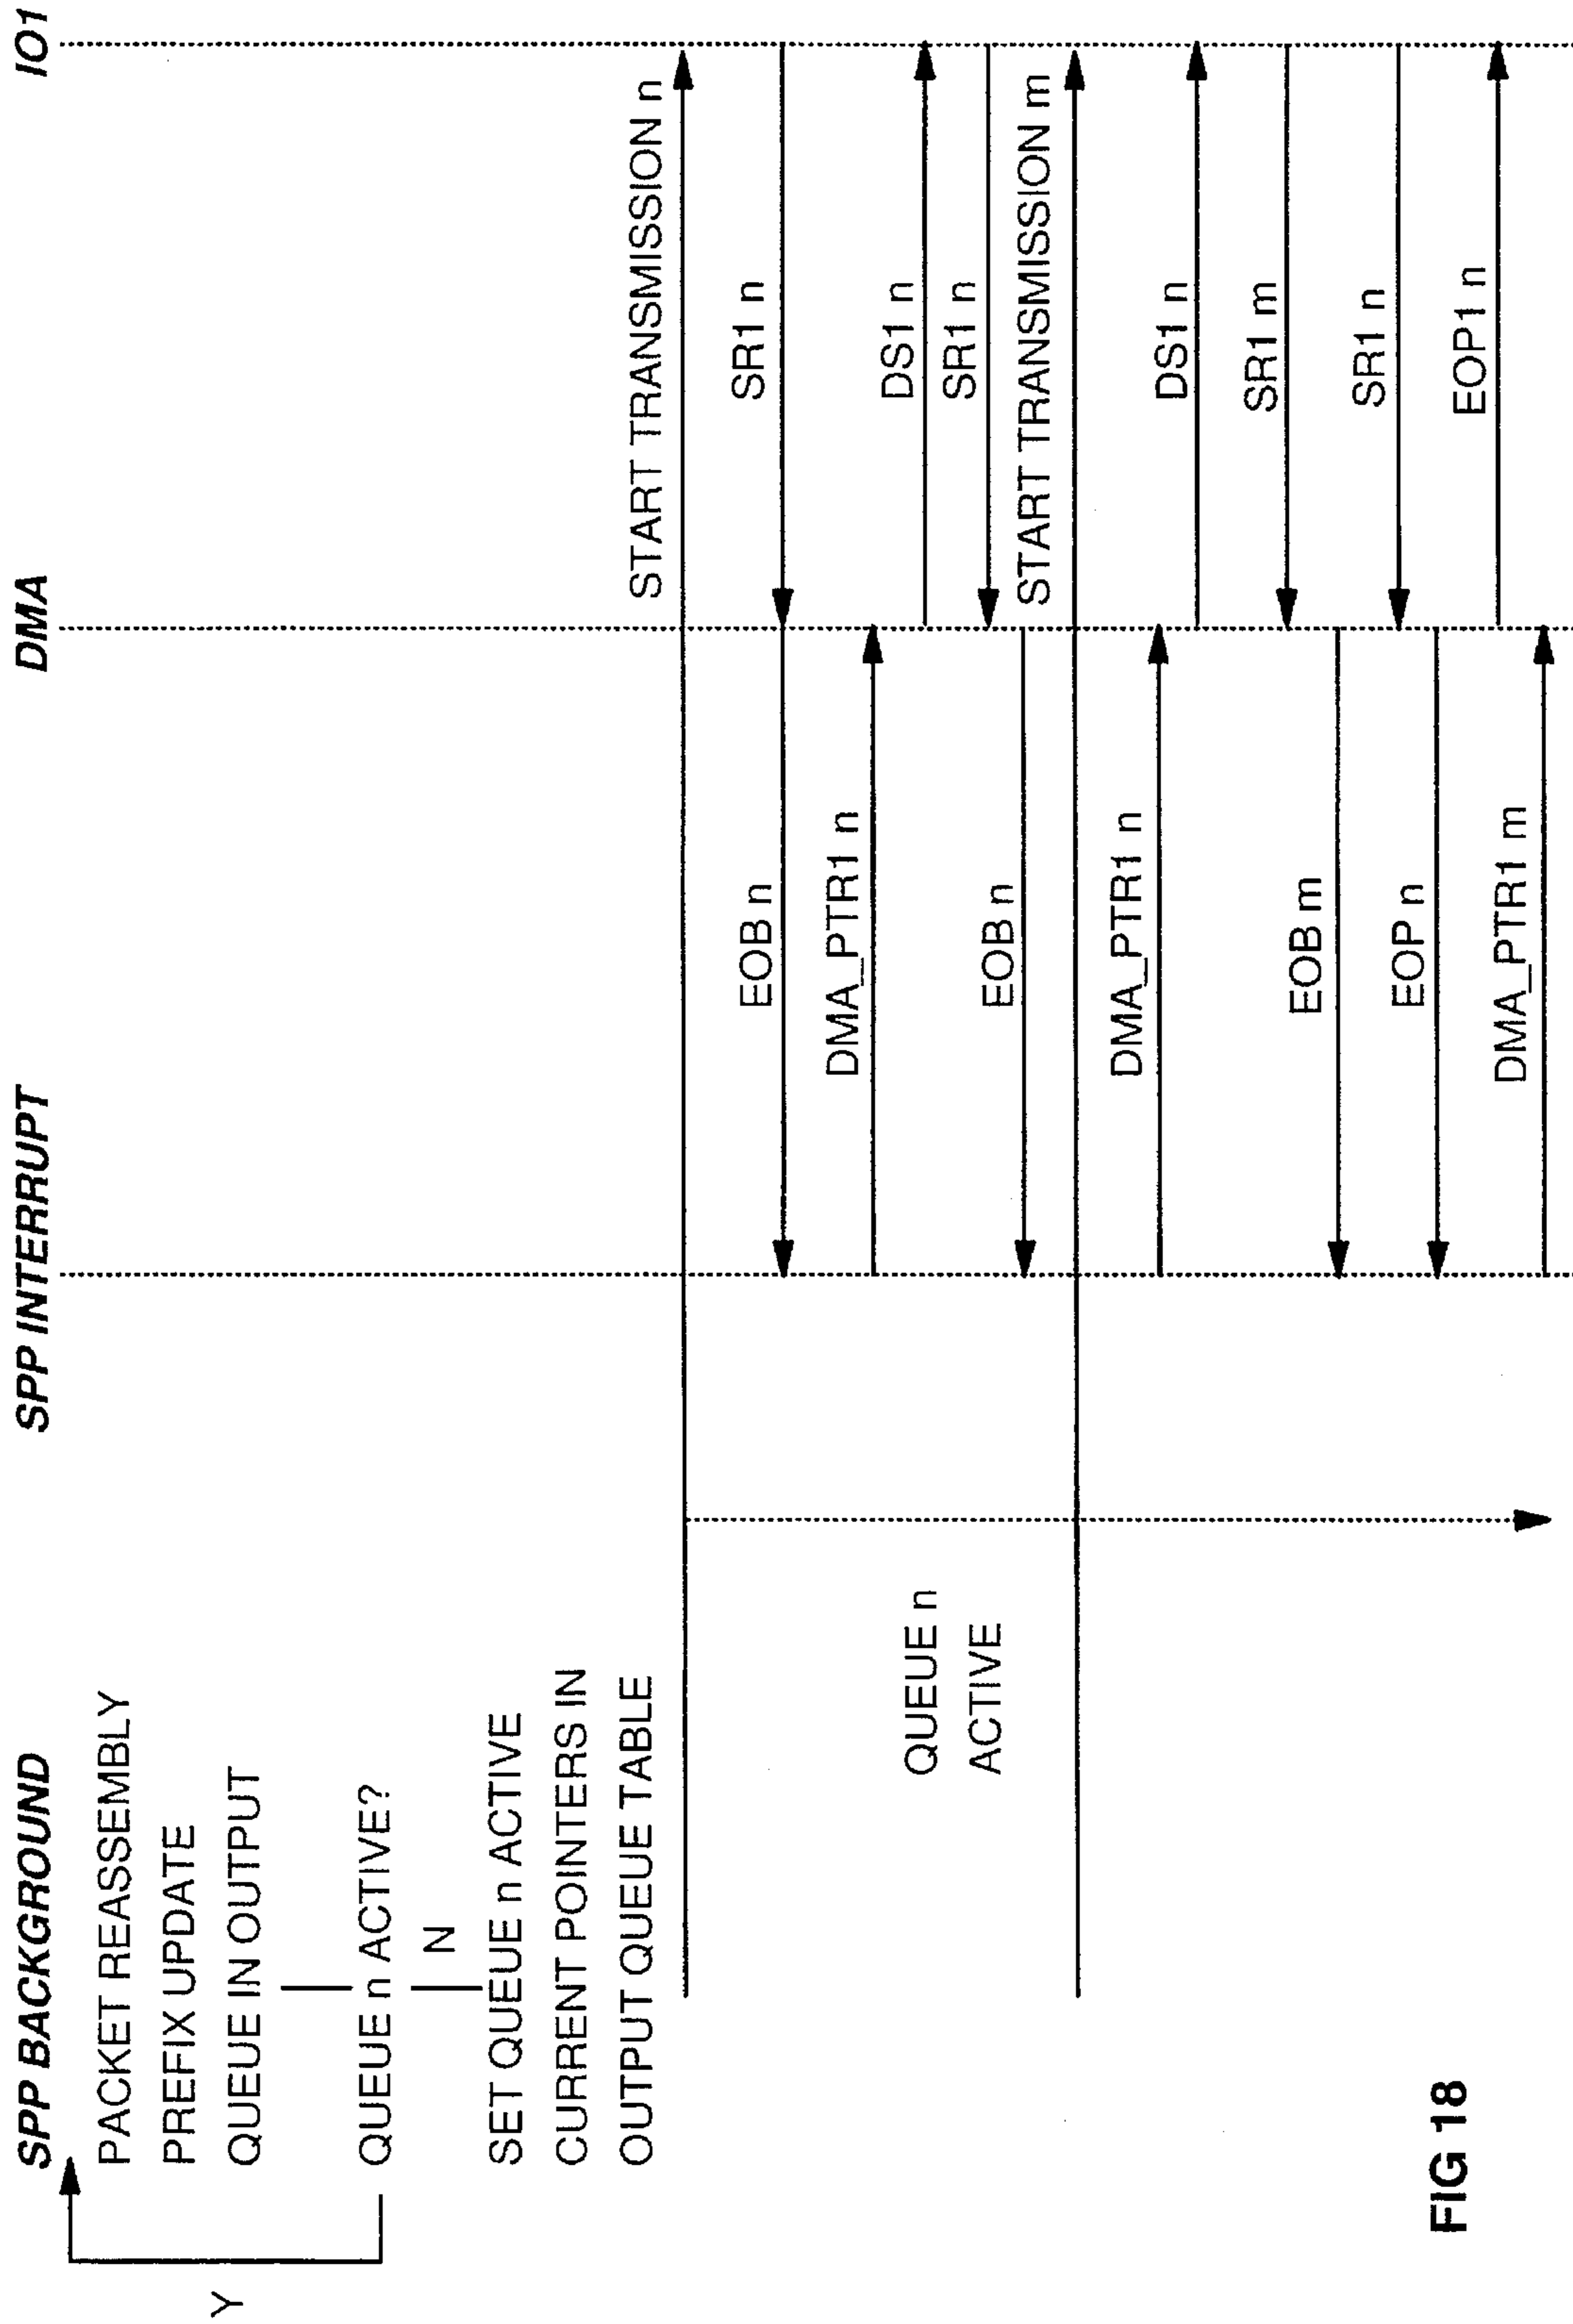 SPP BACKGROUND
SPP INTERRUPT
DMA
IO1
PACKET REASSEMBLY
PREFIX UPDATE
QUEUE IN OUTPUT
Y
QUEUE n ACTIVE?
N
SET QUEUE n ACTIVE
CURRENT POINTERS IN
OUTPUT QUEUE TABLE
START TRANSMISSION n
EOB n
SR1 n
DMA_PTR1 n
DS1 n
QUEUE n
ACTIVE
SR1 n
EOB n
START TRANSMISSION m
DMA_PTR1 n
DS1 n
SR1 m
EOB m
SR1 n
EOP n
EOP1 n
DMA_PTR1 m
FIG 18